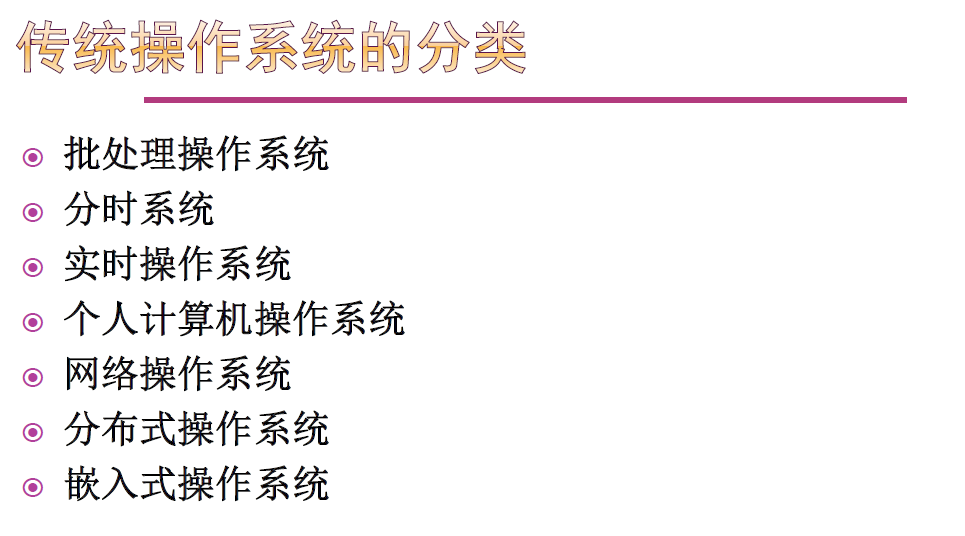 传统操作系统的分类
批处理操作系统
分时系统
实时操作系统
个人计算机操作系统
网络操作系统
分布式操作系统
嵌入式操作系统